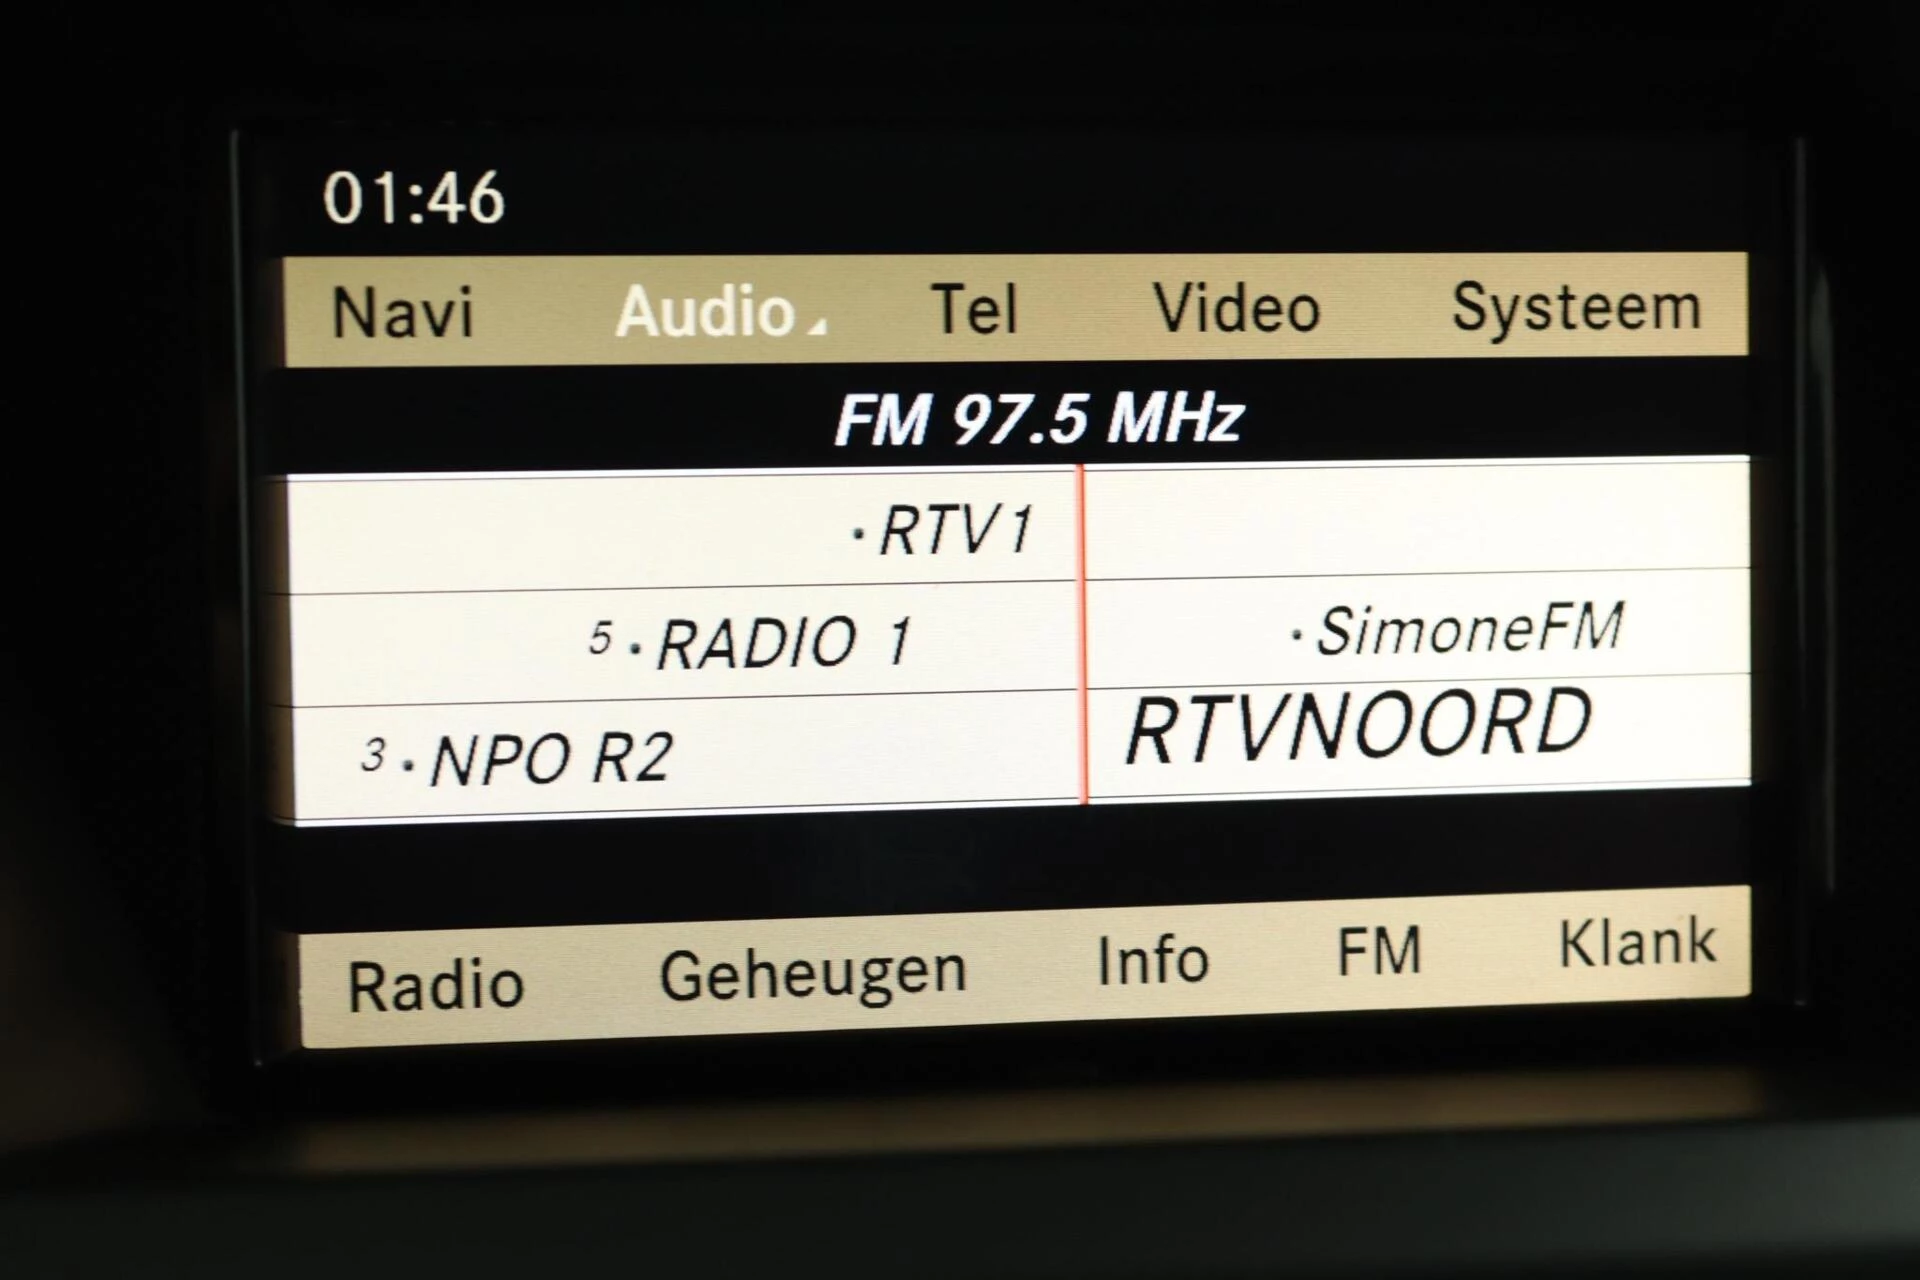 01:46
Navi Audio Tel Video Systeem
FM 97.5 MHz
· RTV1
5 · RADIO 1 · SimoneFM
3 · NPO R2 RTVNOORD
Radio Geheugen Info FM Klank